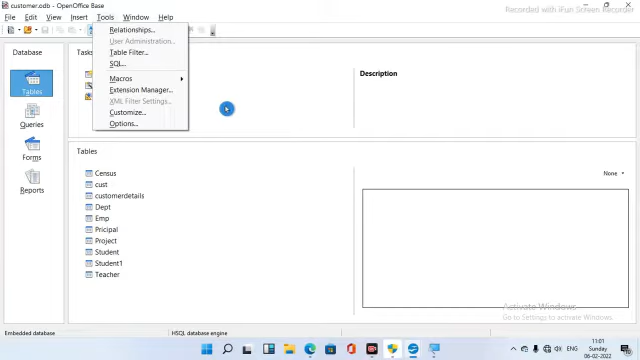 customer.odb - OpenOffice Base
Recorded with iFun Screen Recorder
File Edit View Insert Tools Window Help
Database
Tables
Queries
Forms
Reports
Tasks
Relationships...
User Administration...
Table Filter...
SQL...
Macros
Extension Manager...
XML Filter Settings...
Customize...
Options...
Description
Tables
Census
cust
customerdetails
Dept
Emp
Pricipal
Project
Student
Student1
Teacher
None
Activate Windows
Go to Settings to activate Windows.
Embedded database
HSQL database engine
ENG
11:01
Sunday
06-02-2022